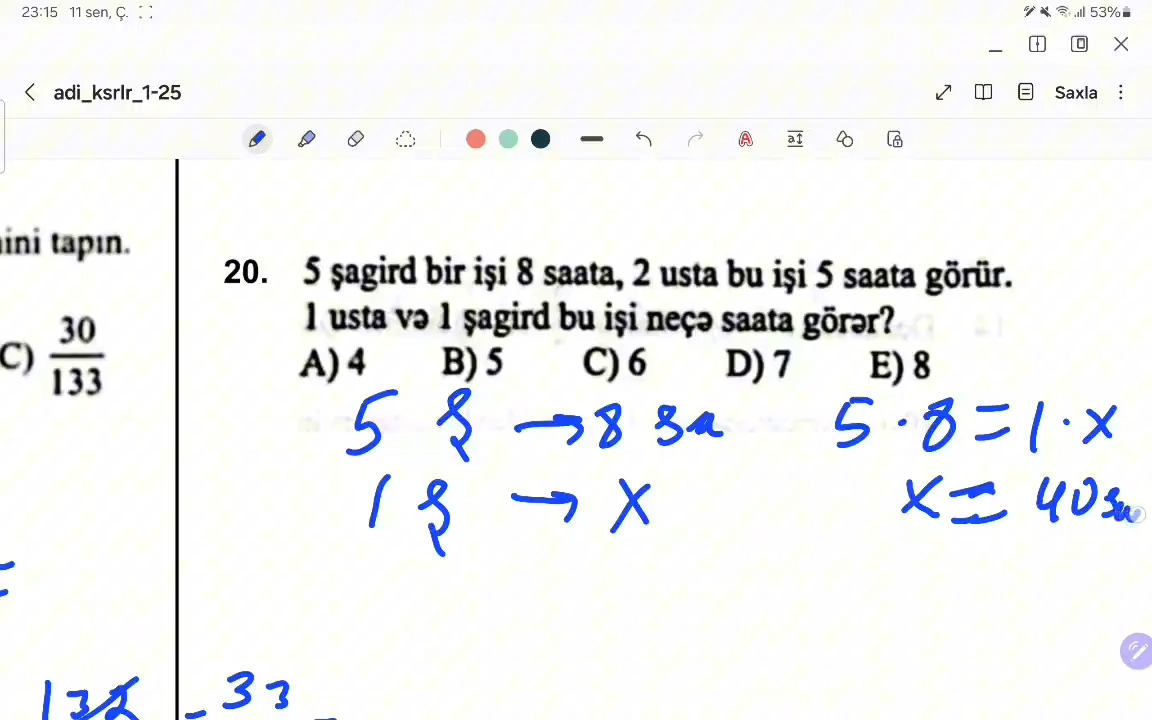 23:15 11 sen, Ç. 53%
adi_ksrlr_1-25 Saxla
ini tapın.
C) 30/133
20. 5 şagird bir işi 8 saata, 2 usta bu işi 5 saata görür.
1 usta və 1 şagird bu işi neçə saata görər?
A) 4 B) 5 C) 6 D) 7 E) 8
5 ş → 8 sa 5 · 8 = 1 · x
1 ş → x x = 40 sa
= 
132 - 33